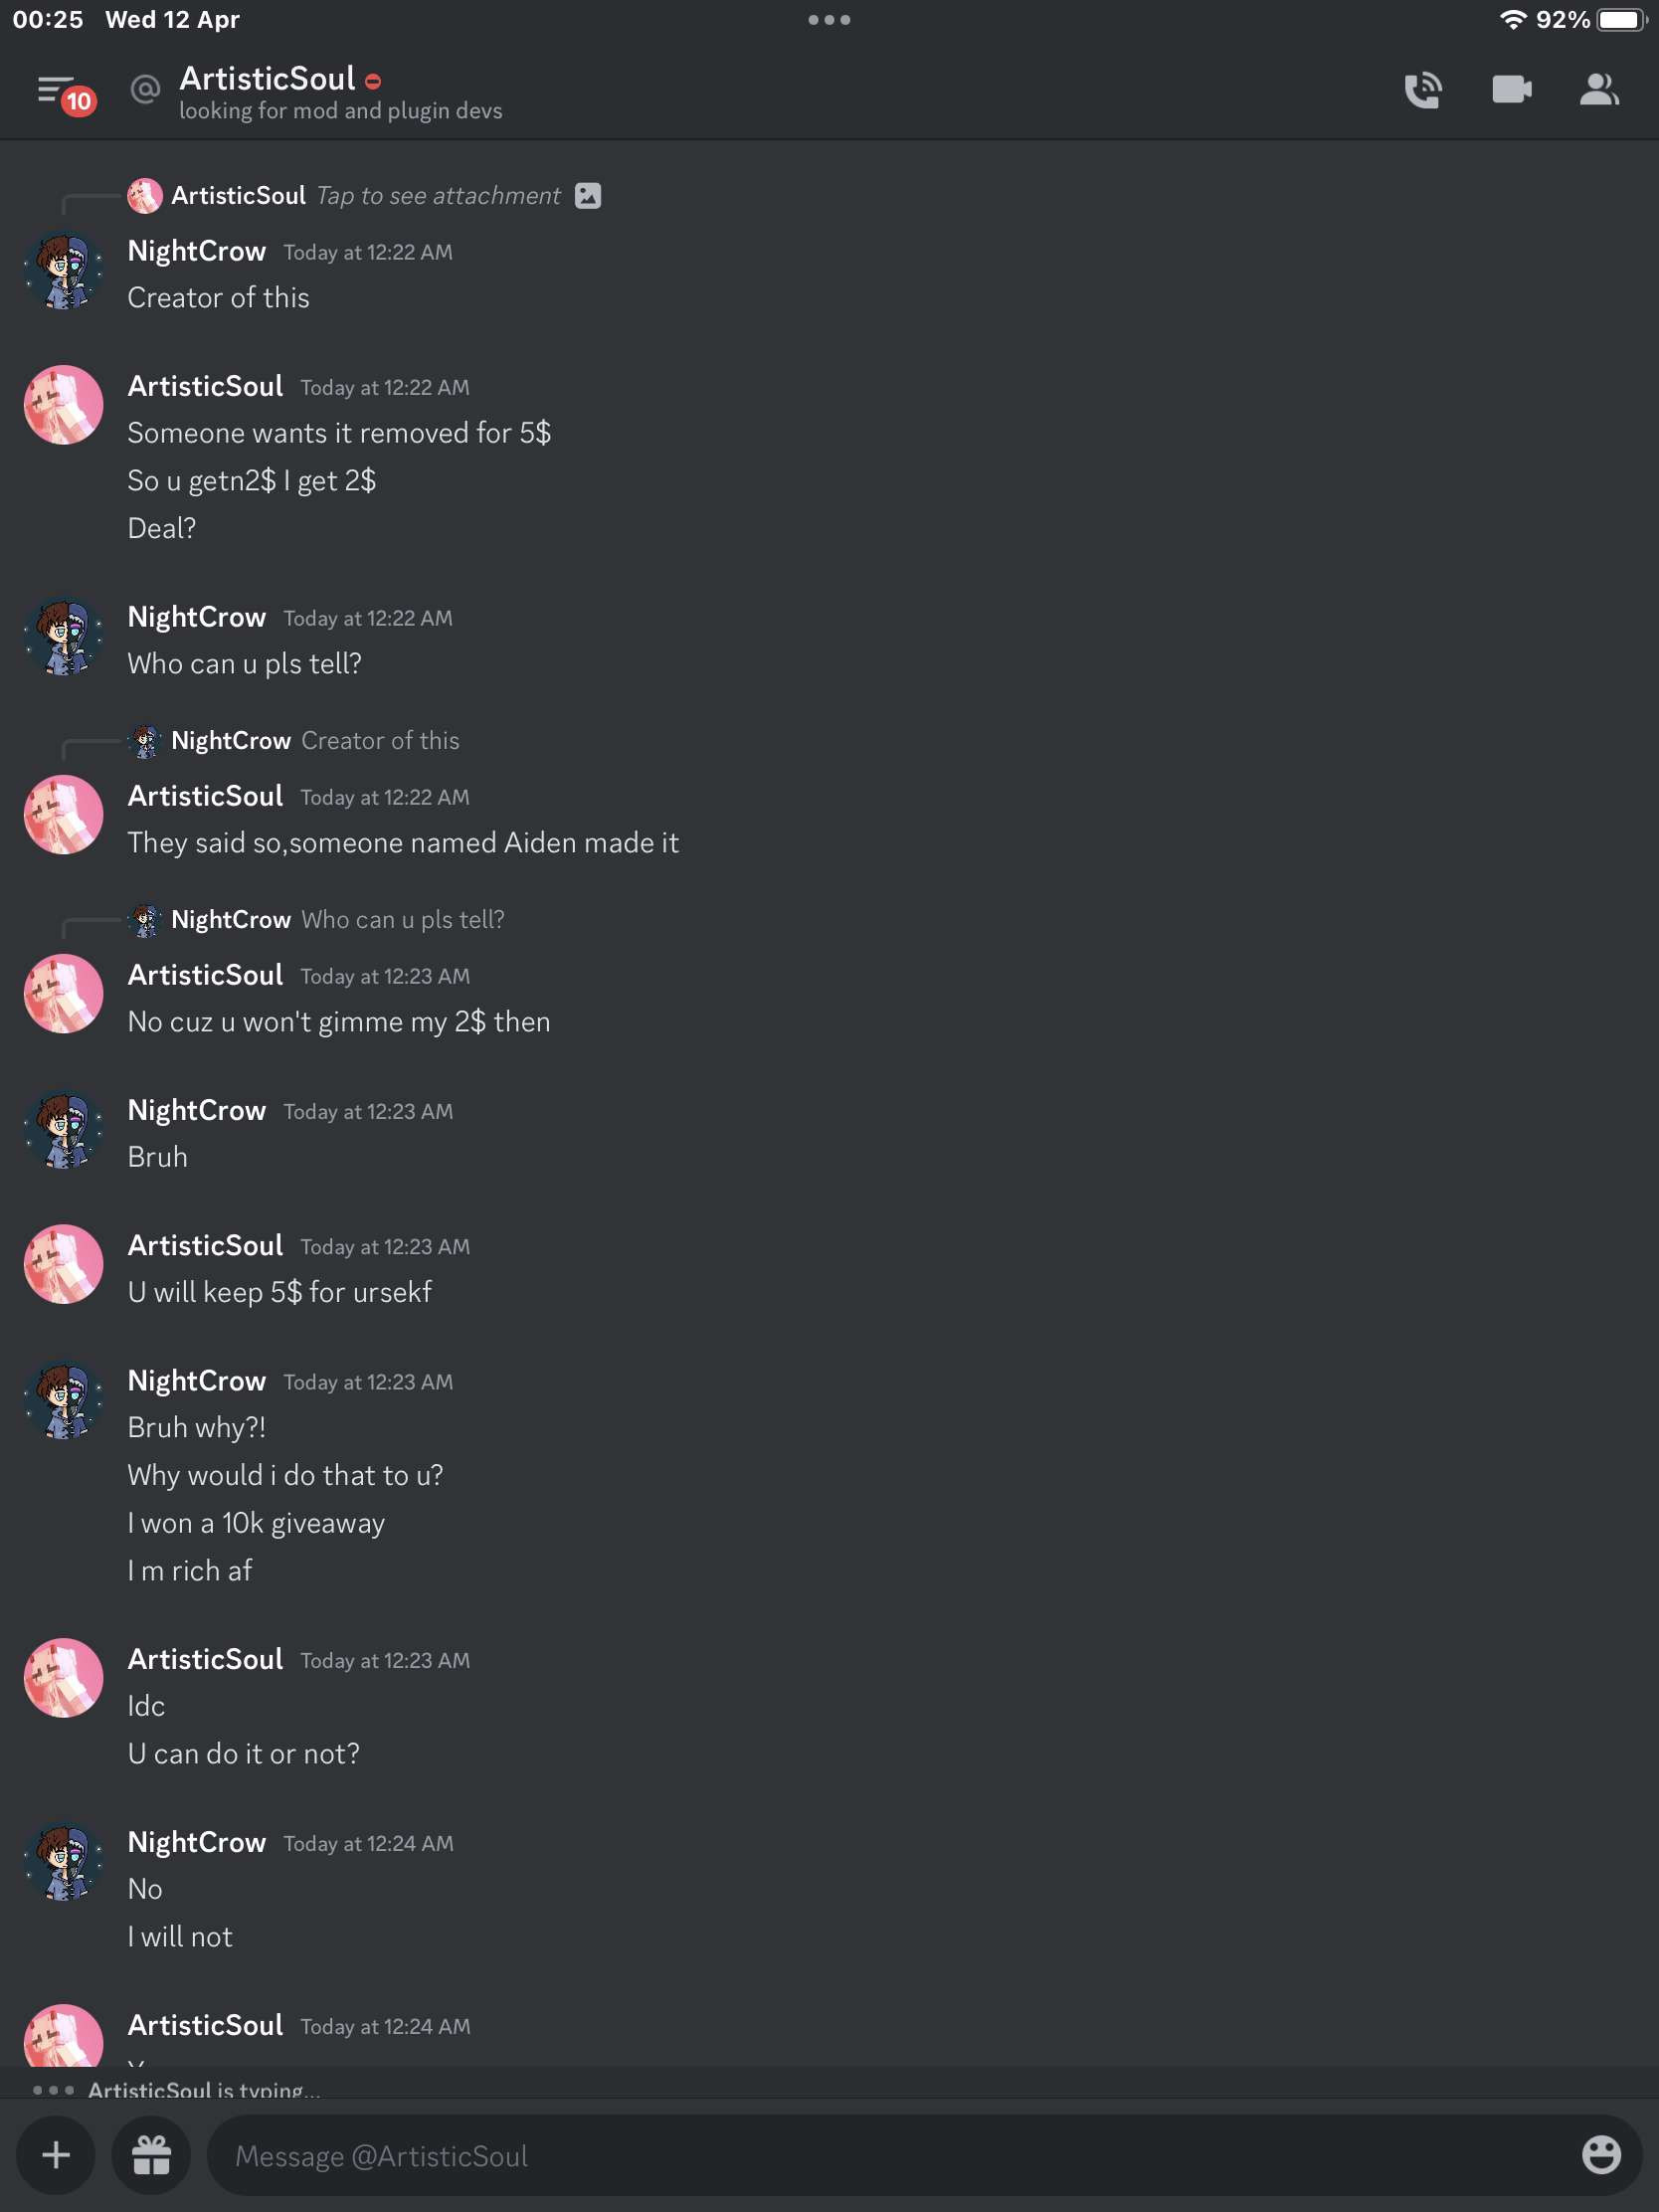 00:25 Wed 12 Apr
92%
10
@ ArtisticSoul
looking for mod and plugin devs
ArtisticSoul Tap to see attachment
NightCrow Today at 12:22 AM
Creator of this
ArtisticSoul Today at 12:22 AM
Someone wants it removed for 5$
So u getn2$ I get 2$
Deal?
NightCrow Today at 12:22 AM
Who can u pls tell?
NightCrow Creator of this
ArtisticSoul Today at 12:22 AM
They said so,someone named Aiden made it
NightCrow Who can u pls tell?
ArtisticSoul Today at 12:23 AM
No cuz u won't gimme my 2$ then
NightCrow Today at 12:23 AM
Bruh
ArtisticSoul Today at 12:23 AM
U will keep 5$ for ursekf
NightCrow Today at 12:23 AM
Bruh why?!
Why would i do that to u?
I won a 10k giveaway
I m rich af
ArtisticSoul Today at 12:23 AM
Idc
U can do it or not?
NightCrow Today at 12:24 AM
No
I will not
ArtisticSoul Today at 12:24 AM
ArtisticSoul is typing...
Message @ArtisticSoul